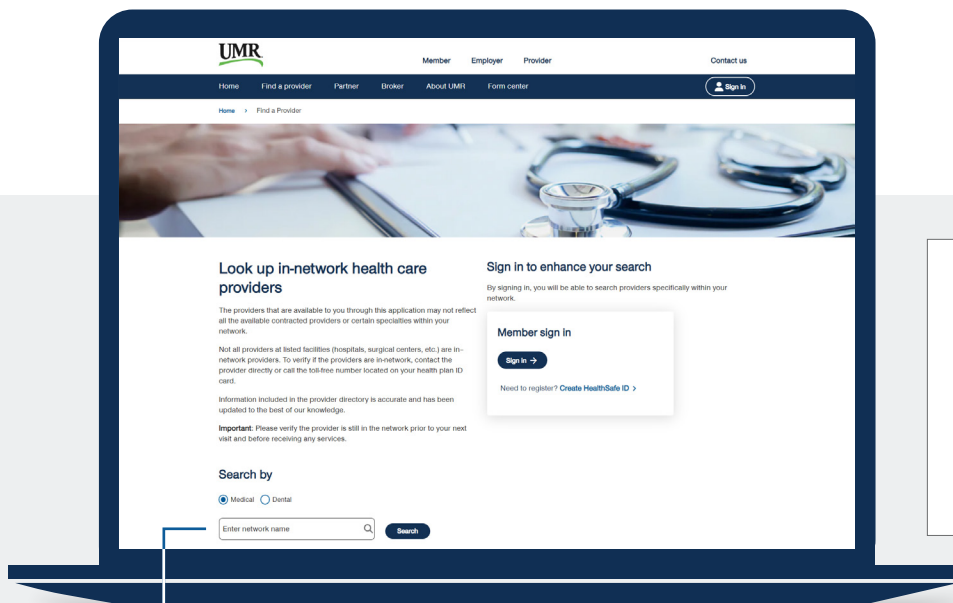 UMR
Member Employer Provider Contact us
Home Find a provider Partner Broker About UMR Form center Sign in
Home > Find a Provider
Look up in-network health care
providers
The providers that are available to you through this application may not reflect
all the available contracted providers or certain specialties within your
network.
Not all providers at listed facilities (hospitals, surgical centers, etc.) are in-
network providers. To verify if the providers are in-network, contact the
provider directly or call the toll-free number located on your health plan ID
card.
Information included in the provider directory is accurate and has been
updated to the best of our knowledge.
Important: Please verify the provider is still in the network prior to your next
visit and before receiving any services.
Search by
Medical Dental
Enter network name Search
Sign in to enhance your search
By signing in, you will be able to search providers specifically within your
network.
Member sign in
Sign in →
Need to register? Create HealthSafe ID >